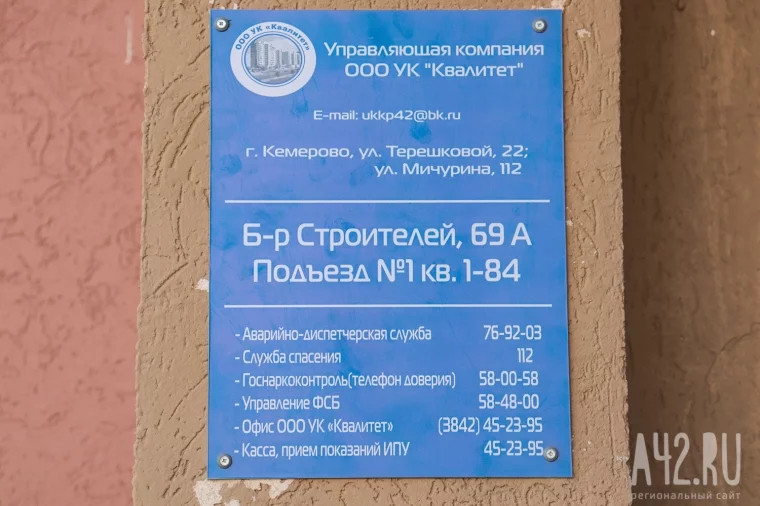 ООО УК «Квалитет»
Управляющая компания
ООО УК "Квалитет"
E-mail: ukkp42@bk.ru
г. Кемерово, ул. Терешковой, 22;
ул. Мичурина, 112
Б-р Строителей, 69 А
Подъезд №1 кв. 1-84
- Аварийно-диспетчерская служба 76-92-03
- Служба спасения 112
- Госнаркоконтроль(телефон доверия) 58-00-58
- Управление ФСБ 58-48-00
- Офис ООО УК «Квалитет» (3842) 45-23-95
- Касса, прием показаний ИПУ 45-23-95
A42.RU
региональный сайт